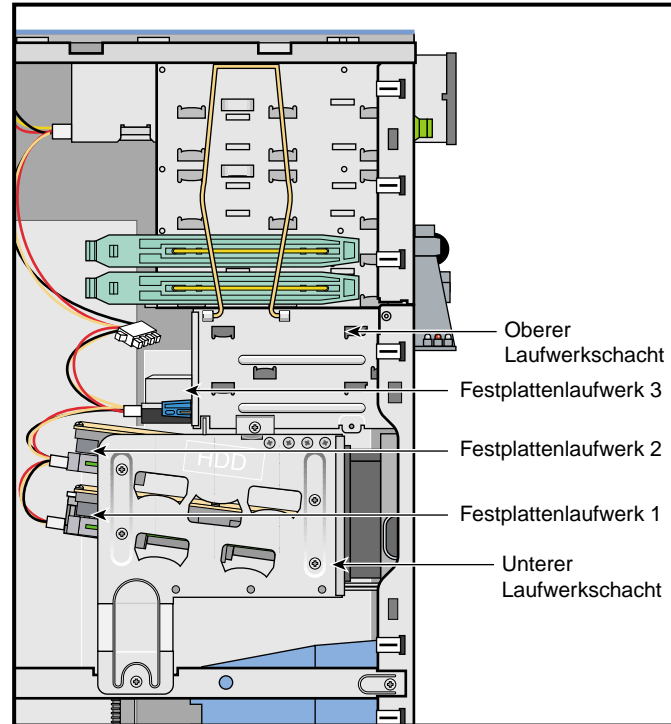 Oberer
Laufwerkschacht
Festplattenlaufwerk 3
Festplattenlaufwerk 2
HDD
Festplattenlaufwerk 1
Unterer
Laufwerkschacht